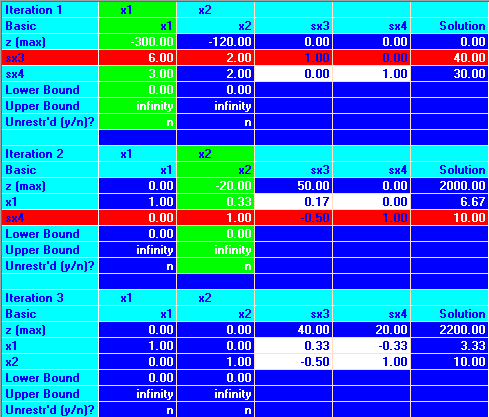 Iteration 1 x1 x2
Basic x1 x2 sx3 sx4 Solution
z (max) -300.00 -120.00 0.00 0.00 0.00
sx3 6.00 2.00 1.00 0.00 40.00
sx4 3.00 2.00 0.00 1.00 30.00
Lower Bound 0.00 0.00
Upper Bound infinity infinity
Unrestr'd (y/n)? n n
Iteration 2 x1 x2
Basic x1 x2 sx3 sx4 Solution
z (max) 0.00 -20.00 50.00 0.00 2000.00
x1 1.00 0.33 0.17 0.00 6.67
sx4 0.00 1.00 -0.50 1.00 10.00
Lower Bound 0.00 0.00
Upper Bound infinity infinity
Unrestr'd (y/n)? n n
Iteration 3 x1 x2
Basic x1 x2 sx3 sx4 Solution
z (max) 0.00 0.00 40.00 20.00 2200.00
x1 1.00 0.00 0.33 -0.33 3.33
x2 0.00 1.00 -0.50 1.00 10.00
Lower Bound 0.00 0.00
Upper Bound infinity infinity
Unrestr'd (y/n)? n n